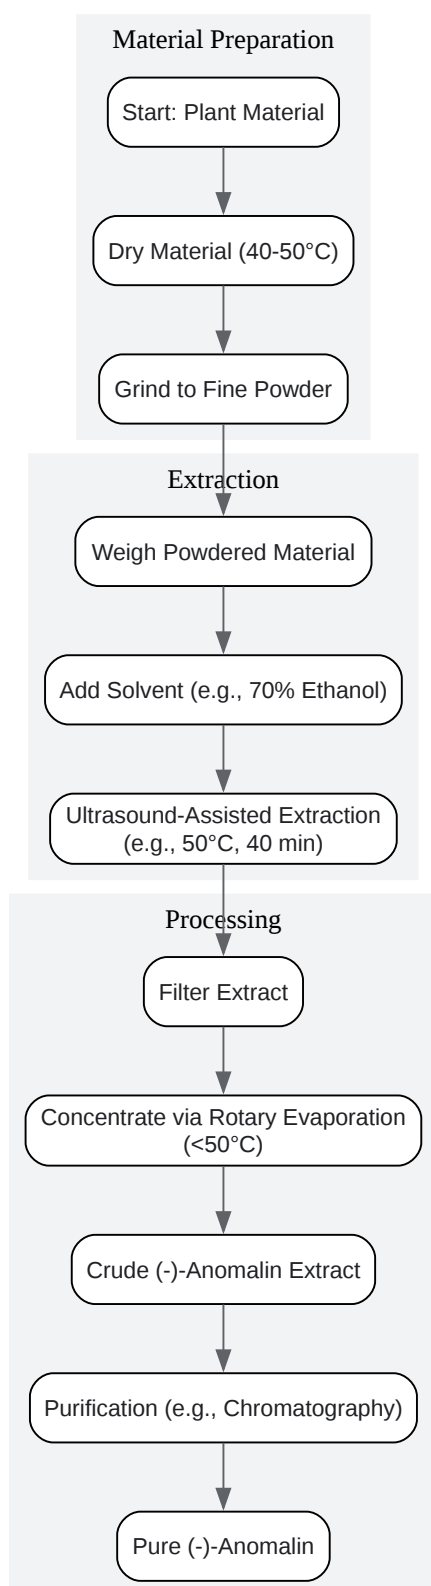 Material Preparation
Start: Plant Material
Dry Material (40-50°C)
Grind to Fine Powder
Extraction
Weigh Powdered Material
Add Solvent (e.g., 70% Ethanol)
Ultrasound-Assisted Extraction
(e.g., 50°C, 40 min)
Processing
Filter Extract
Concentrate via Rotary Evaporation
(<50°C)
Crude (-)-Anomalin Extract
Purification (e.g., Chromatography)
Pure (-)-Anomalin